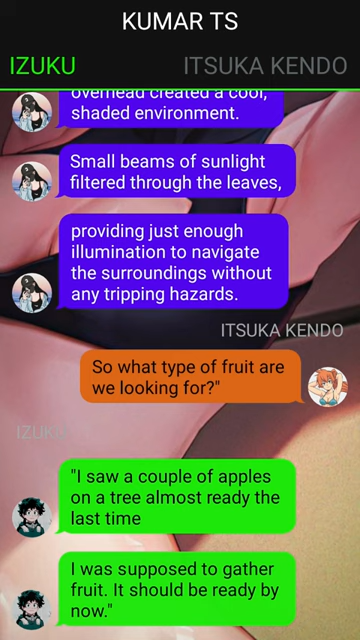 KUMAR TS
IZUKU
ITSUKA KENDO
overhead created a cool,
shaded environment.
Small beams of sunlight
filtered through the leaves,
providing just enough
illumination to navigate
the surroundings without
any tripping hazards.
ITSUKA KENDO
So what type of fruit are
we looking for?"
IZUKU
"I saw a couple of apples
on a tree almost ready the
last time
I was supposed to gather
fruit. It should be ready by
now."